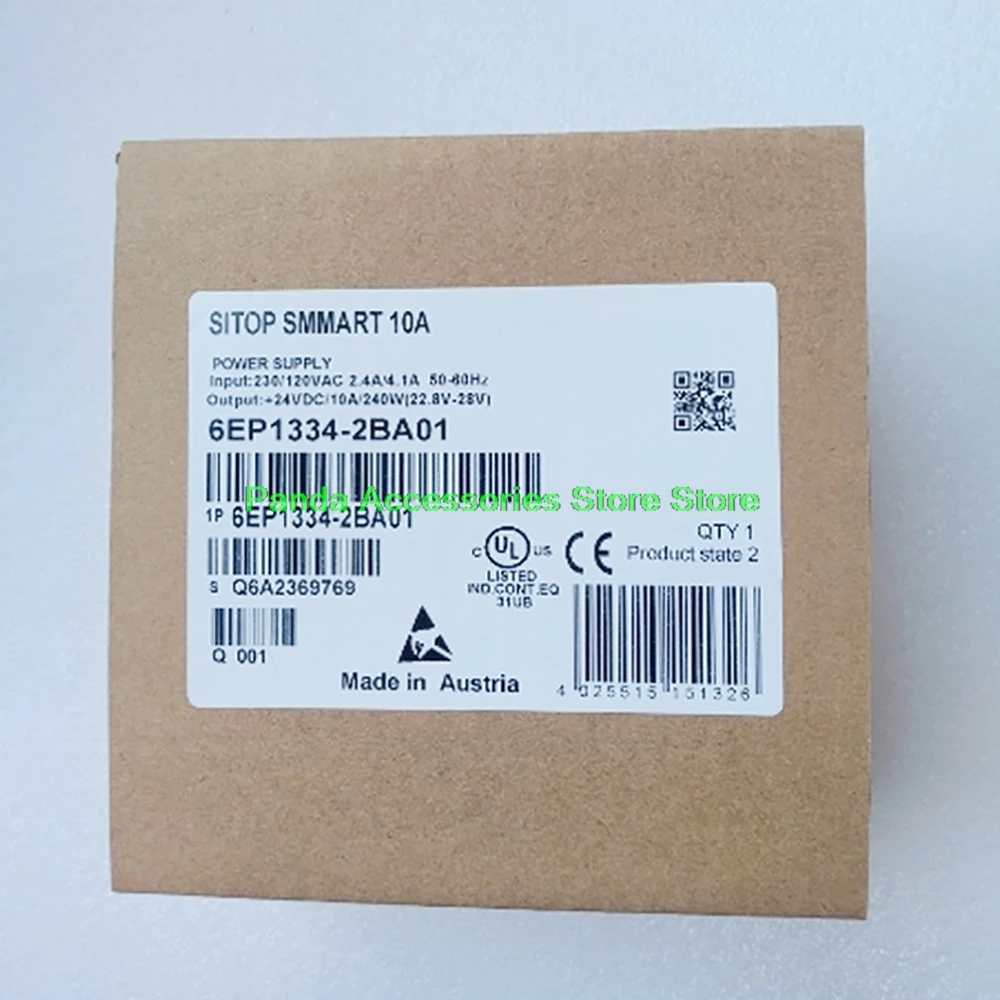 SITOP SMMART 10A
POWER SUPPLY
Input:230/120VAC 2.4A/4.1A 50-60Hz
Output:+24VDC/10A/240W(22.8V-28V)
6EP1334-2BA01
Panda Accessories Store Store
1P 6EP1334-2BA01
QTY 1
Product state 2
S Q6A2369769
C UL US
LISTED
IND.CONT.EQ
31UB
CE
Q 001
Made in Austria
4 025515 151326